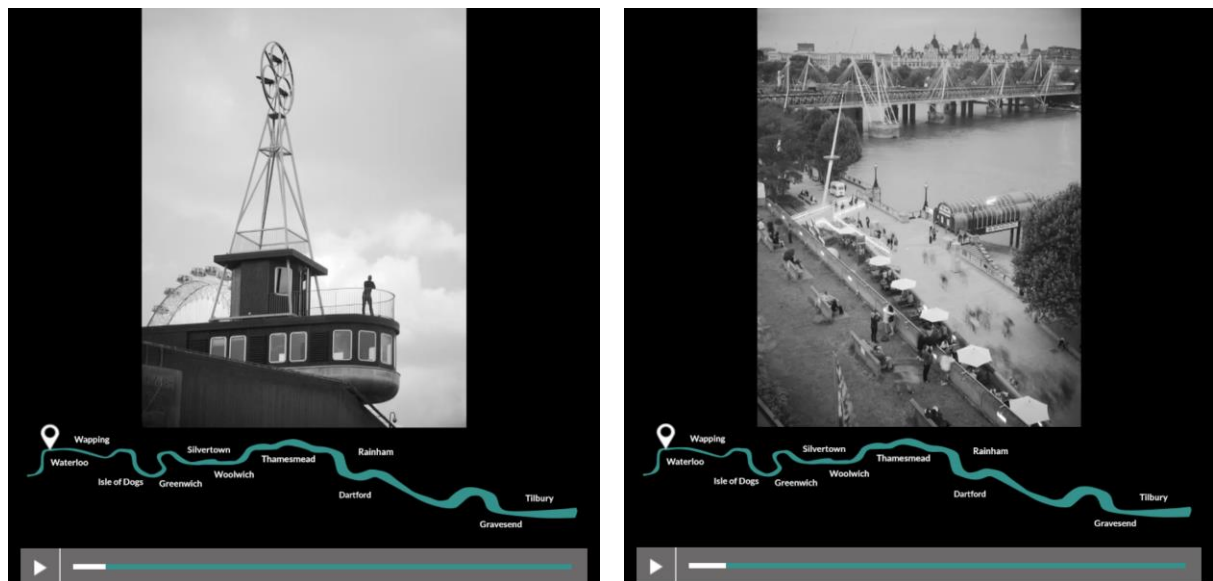 Wapping
Waterloo
Isle of Dogs
Greenwich
Silvertown
Woolwich
Thamesmead
Rainham
Dartford
Gravesend
Tilbury
Wapping
Waterloo
Isle of Dogs
Greenwich
Silvertown
Woolwich
Thamesmead
Rainham
Dartford
Gravesend
Tilbury